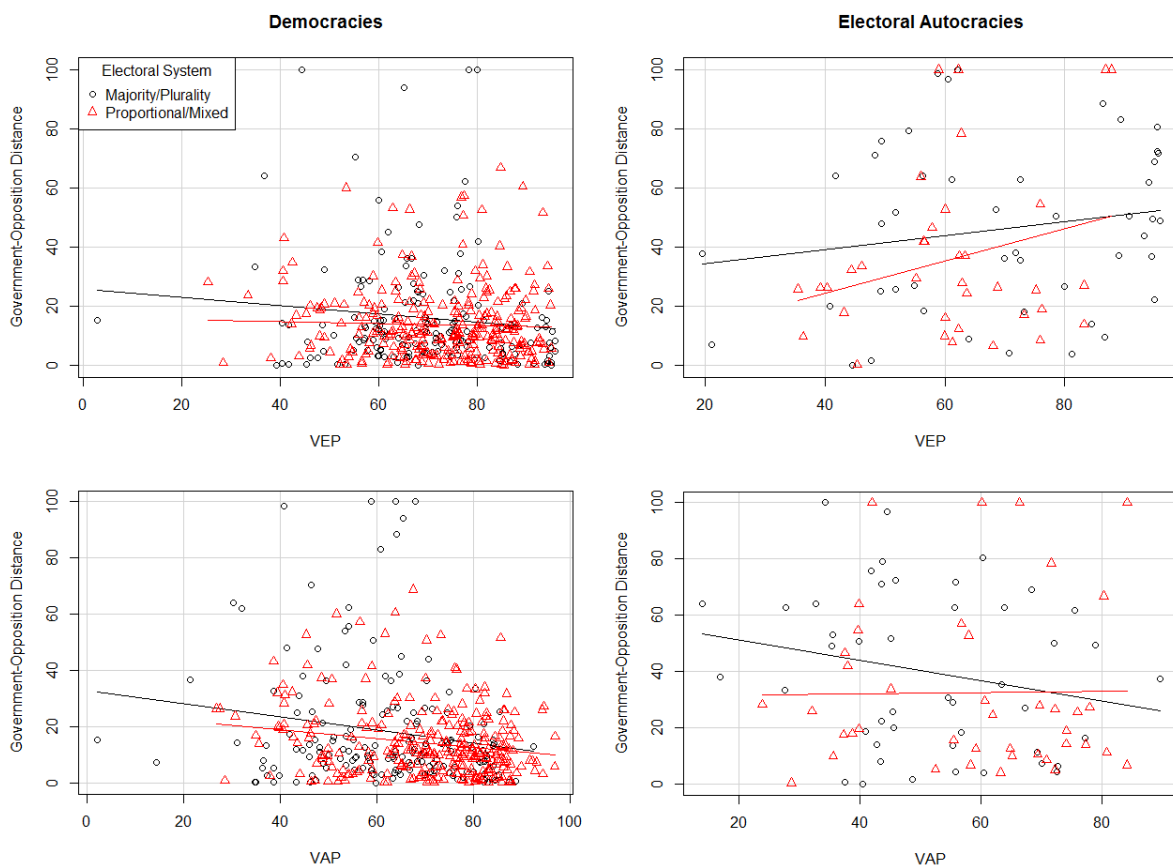 Democracies
Electoral Autocracies
Government-Opposition Distance
0 20 40 60 80 100
Electoral System
Majority/Plurality
Proportional/Mixed
0 20 40 60 80
VEP
Government-Opposition Distance
0 20 40 60 80 100
20 40 60 80
VEP
Government-Opposition Distance
0 20 40 60 80 100
0 20 40 60 80 100
VAP
Government-Opposition Distance
0 20 40 60 80 100
20 40 60 80
VAP